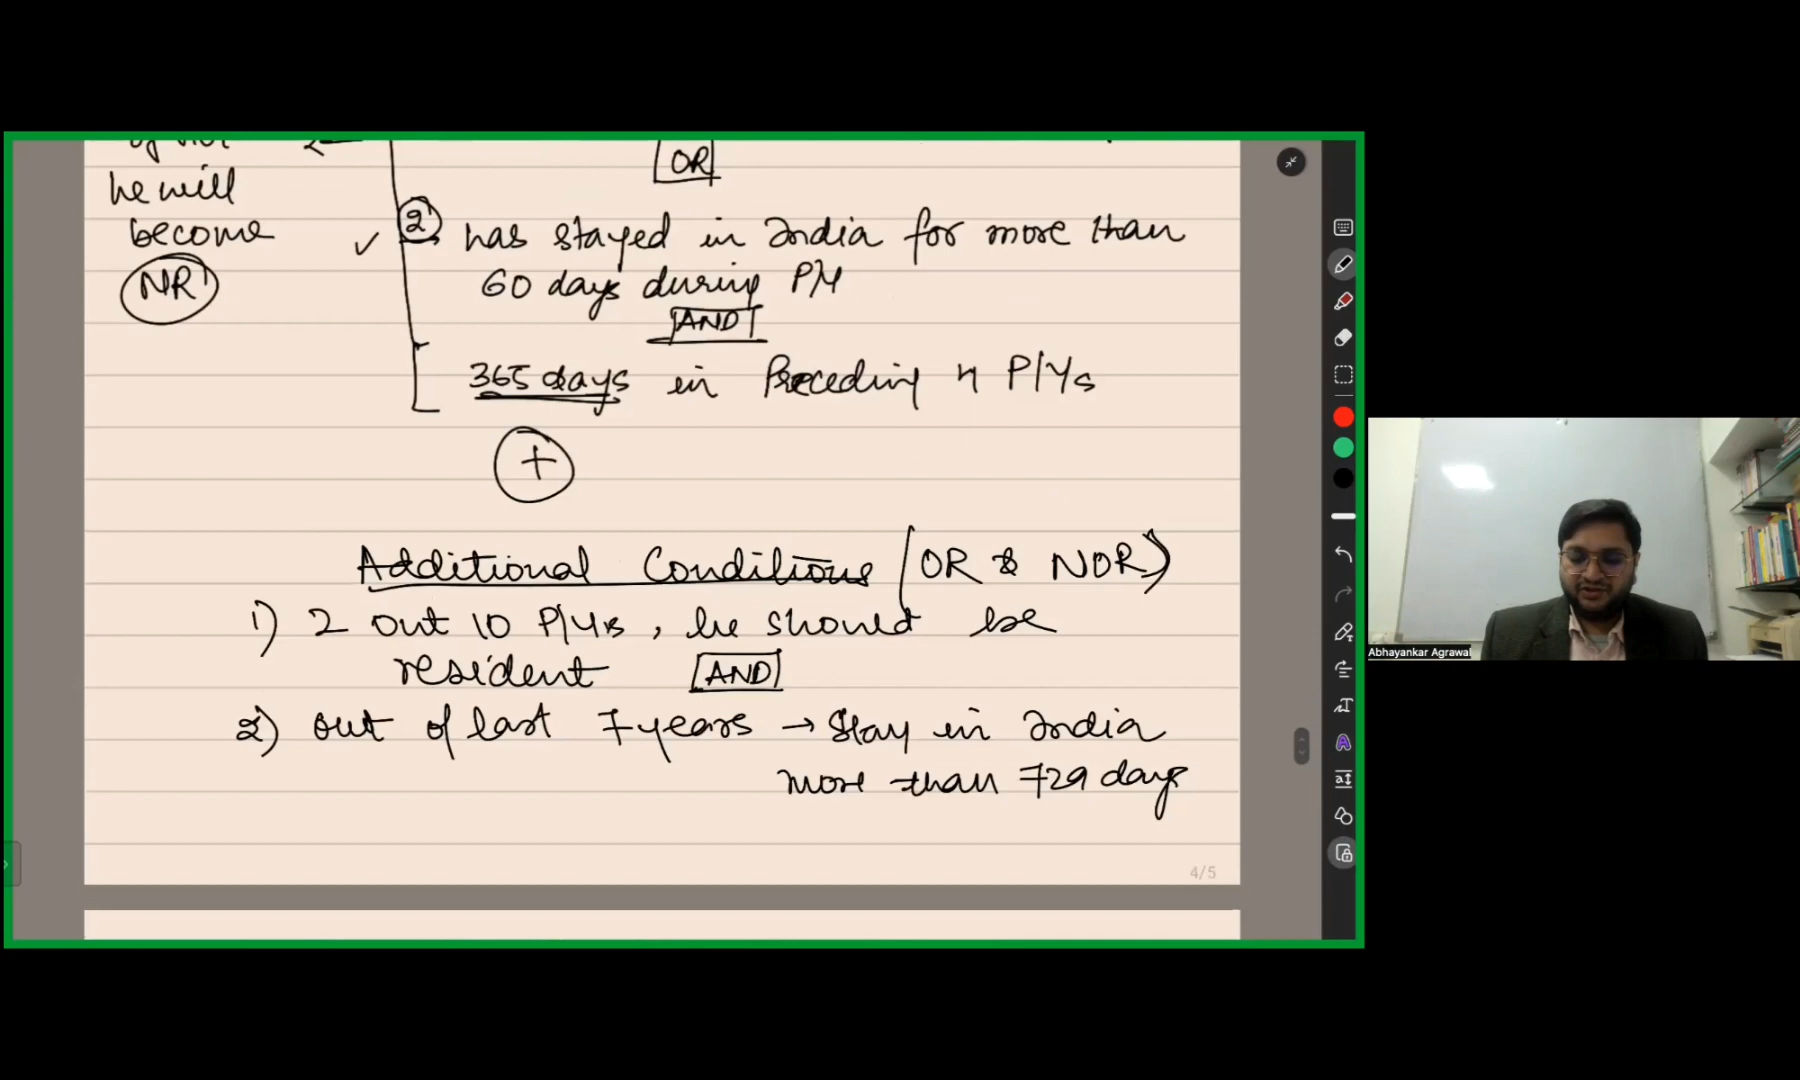 he will
become
NR
OR
2 has stayed in India for more than
60 days during P/Y
AND
365 days in Preceding 4 P/Ys
+
Additional Conditions (OR & NOR)
1) 2 out 10 P/Ys, he should be
resident AND
2) out of last 7 years → Stay in India
more than 729 days
4/5
Abhayankar Agrawal